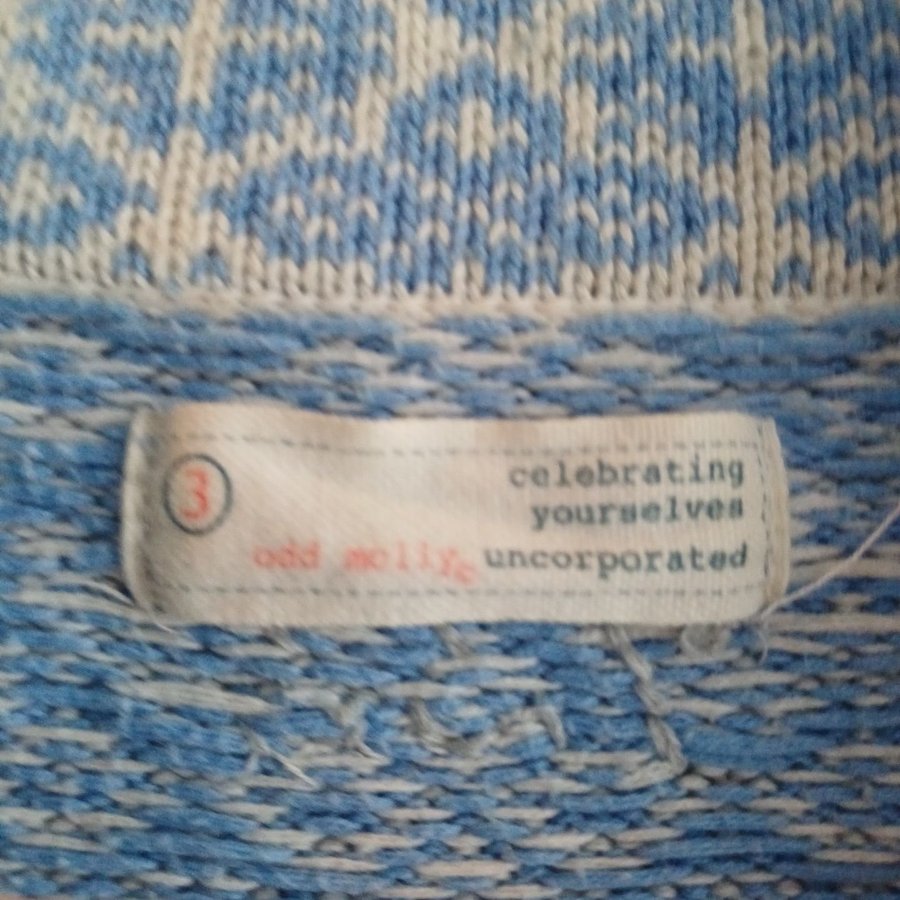 3
celebrating
yourselves
odd molly uncorporated